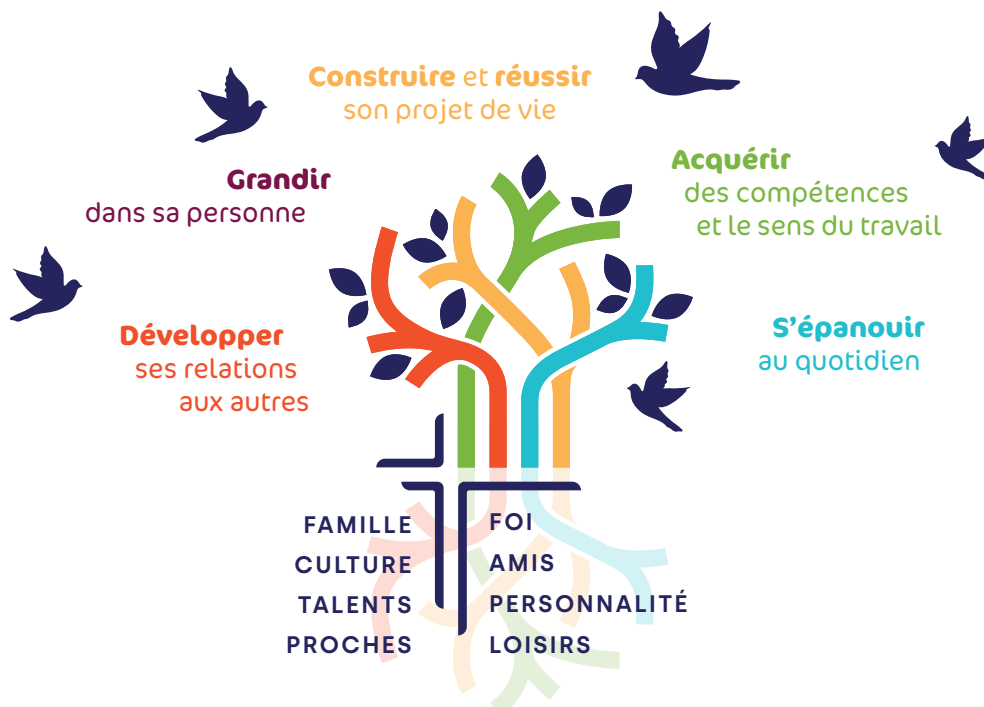 Construire et réussir
son projet de vie
Grandir
dans sa personne
Acquérir
des compétences
et le sens du travail
Développer
ses relations
aux autres
S'épanouir
au quotidien
FAMILLE
CULTURE
TALENTS
PROCHES
FOI
AMIS
PERSONNALITÉ
LOISIRS